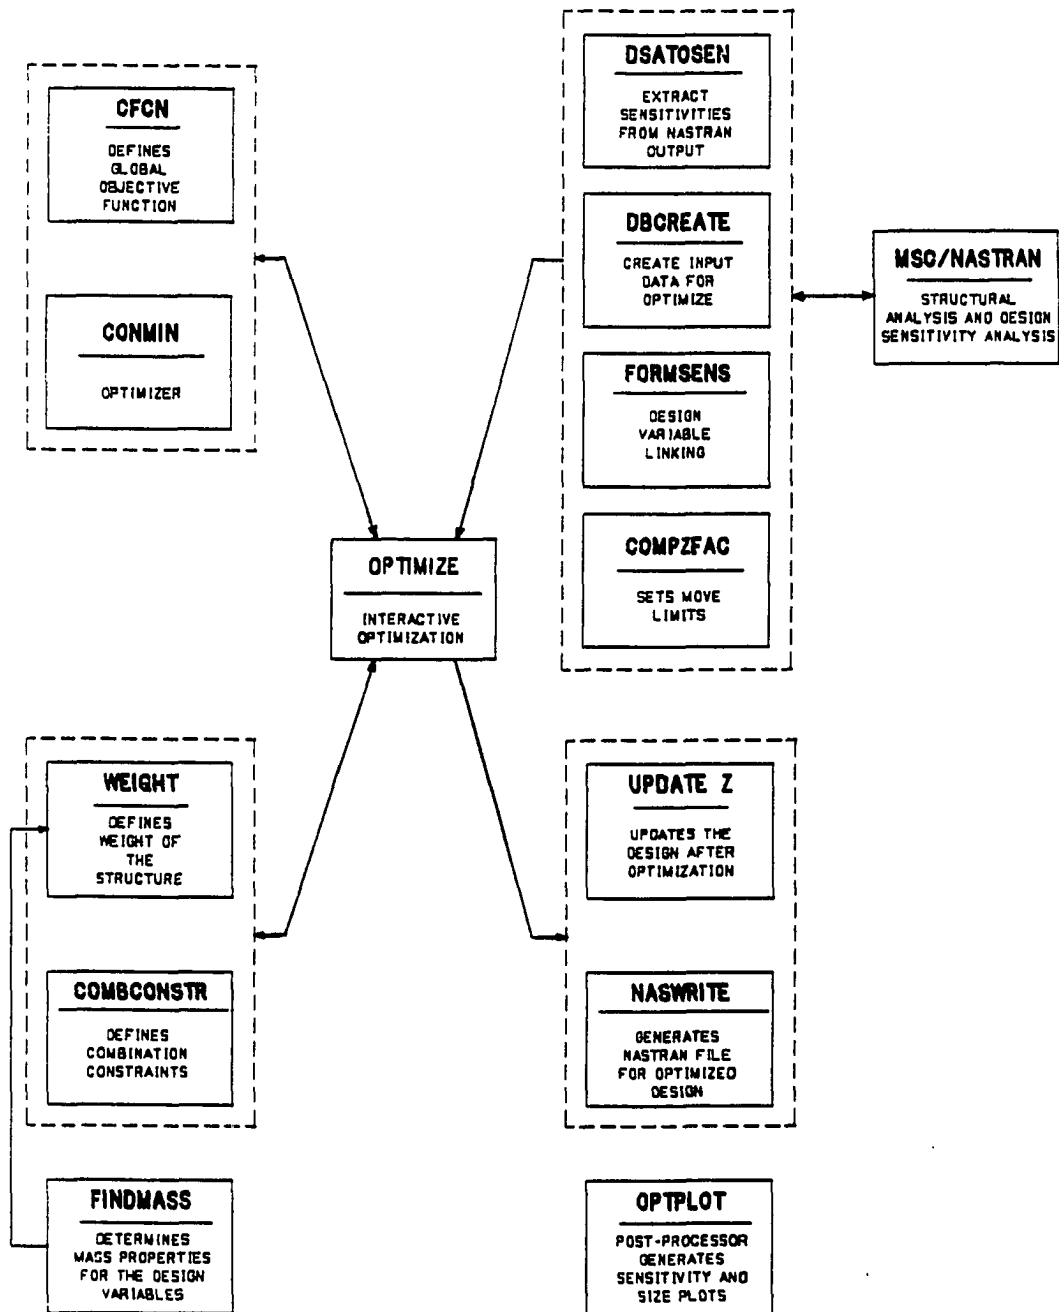 CFCN
DEFINES
GLOBAL
OBJECTIVE
FUNCTION
CONMIN
OPTIMIZER
DSATOSEN
EXTRACT
SENSITIVITIES
FROM NASTRAN
OUTPUT
DBCREATE
CREATE INPUT
DATA FOR
OPTIMIZE
FORMSENS
DESIGN
VARIABLE
LINKING
COMPZFAC
SETS MOVE
LIMITS
MSC/NASTRAN
STRUCTURAL
ANALYSIS AND DESIGN
SENSITIVITY ANALYSIS
OPTIMIZE
INTERACTIVE
OPTIMIZATION
WEIGHT
DEFINES
WEIGHT OF
THE
STRUCTURE
COMBCONSTR
DEFINES
COMBINATION
CONSTRAINTS
FINDMASS
DETERMINES
MASS PROPERTIES
FOR THE DESIGN
VARIABLES
UPDATE Z
UPDATES THE
DESIGN AFTER
OPTIMIZATION
NASWRITE
GENERATES
NASTRAN FILE
FOR OPTIMIZED
DESIGN
OPTPLOT
POST-PROCESSOR
GENERATES
SENSITIVITY AND
SIZE PLOTS